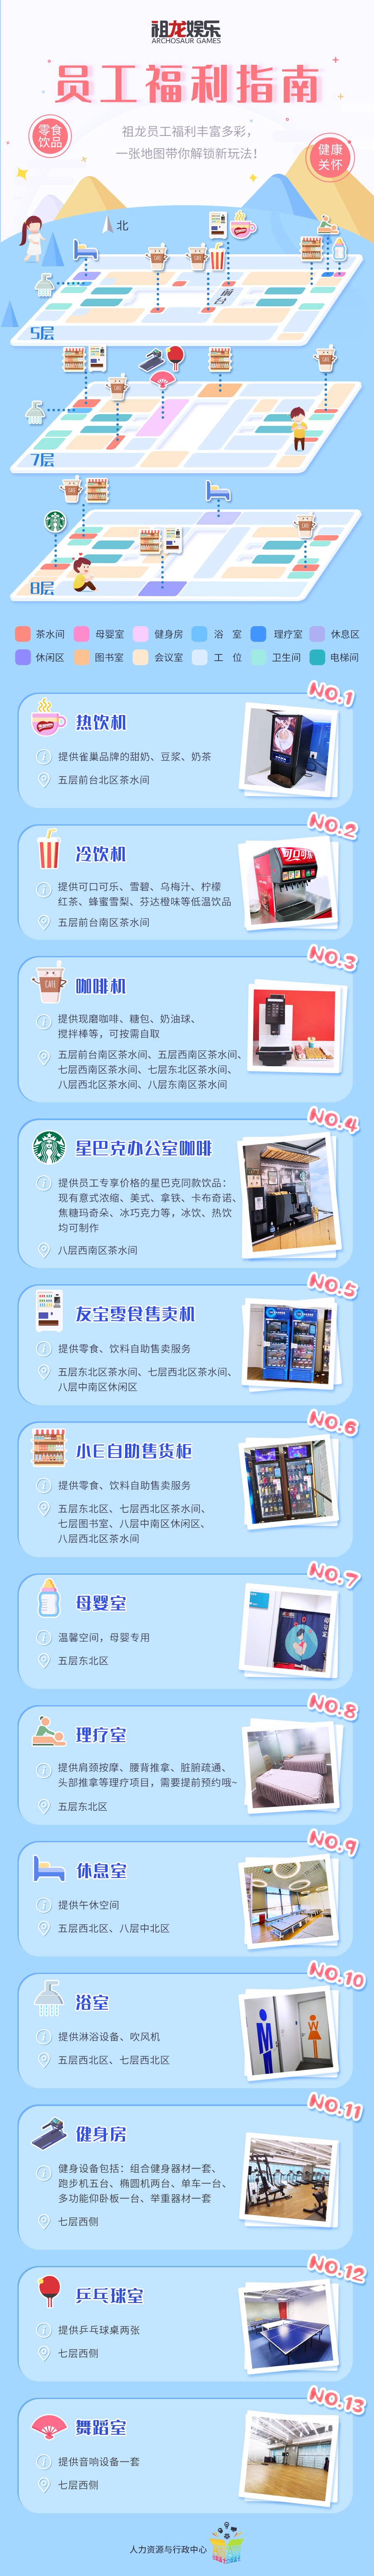 祖龙娱乐
ARCHOSAUR GAMES
员工福利指南
零食
饮品
祖龙员工福利丰富多彩，
一张地图带你解锁新玩法！
健康
关怀
北
前台
5层
7层
8层
茶水间
母婴室
健身房
浴 室
理疗室
休息区
休闲区
图书室
会议室
工 位
卫生间
电梯间
NO.1
热饮机
提供雀巢品牌的甜奶、豆浆、奶茶
五层前台北区茶水间
NO.2
冷饮机
提供可口可乐、雪碧、乌梅汁、柠檬
红茶、蜂蜜雪梨、芬达橙味等低温饮品
五层前台南区茶水间
NO.3
咖啡机
提供现磨咖啡、糖包、奶油球、
搅拌棒等，可按需自取
五层前台南区茶水间、五层西南区茶水间、
七层西南区茶水间、七层东北区茶水间、
八层西北区茶水间、八层东南区茶水间
NO.4
星巴克办公室咖啡
提供员工专享价格的星巴克同款饮品：
现有意式浓缩、美式、拿铁、卡布奇诺、
焦糖玛奇朵、冰巧克力等，冰饮、热饮
均可制作
八层西南区茶水间
NO.5
友宝零食售卖机
提供零食、饮料自助售卖服务
五层东北区茶水间、七层西北区茶水间、
八层中南区休闲区
NO.6
小E自助售货柜
提供零食、饮料自助售卖服务
五层东北区、七层西北区茶水间、
七层图书室、八层中南区休闲区、
八层西北区茶水间
NO.7
母婴室
温馨空间，母婴专用
五层东北区
NO.8
理疗室
提供肩颈按摩、腰背推拿、脏腑疏通、
头部推拿等理疗项目，需要提前预约哦~
五层东北区
NO.9
休息室
提供午休空间
五层西北区、八层中北区
NO.10
浴室
提供淋浴设备、吹风机
五层西北区、七层西北区
NO.11
健身房
健身设备包括：组合健身器材一套、
跑步机五台、椭圆机两台、单车一台、
多功能仰卧板一台、举重器材一套
七层西侧
NO.12
乒乓球室
提供乒乓球桌两张
七层西侧
NO.13
舞蹈室
提供音响设备一套
七层西侧
人力资源与行政中心